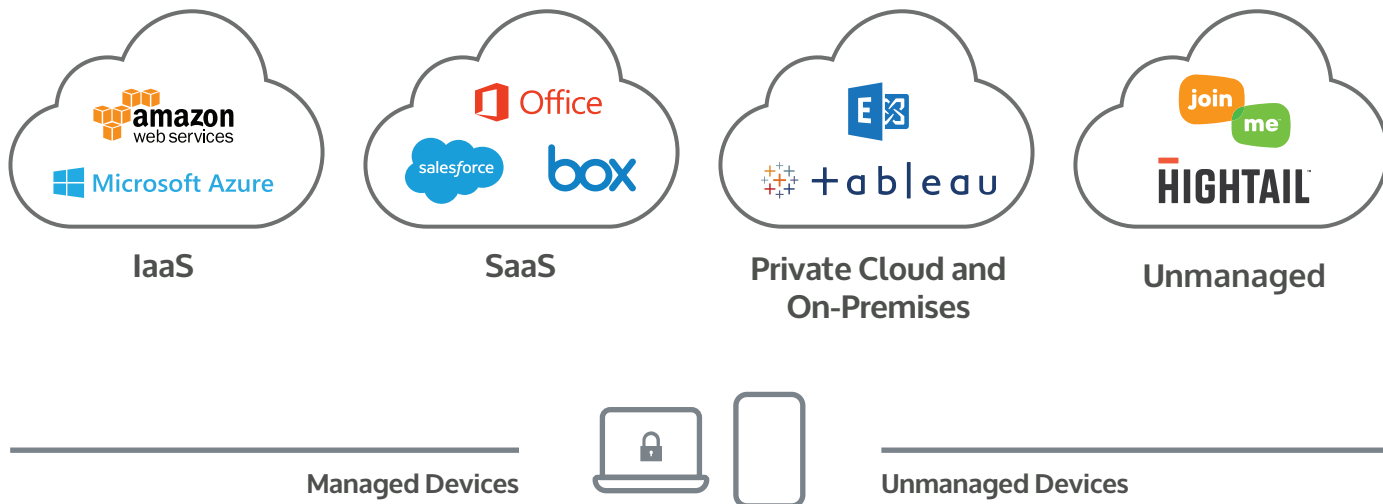 amazon
web services
Microsoft Azure
IaaS
Office
salesforce
box
SaaS
E
+ableau
Private Cloud and
On-Premises
join
me
HIGHTAIL
Unmanaged
Managed Devices
Unmanaged Devices